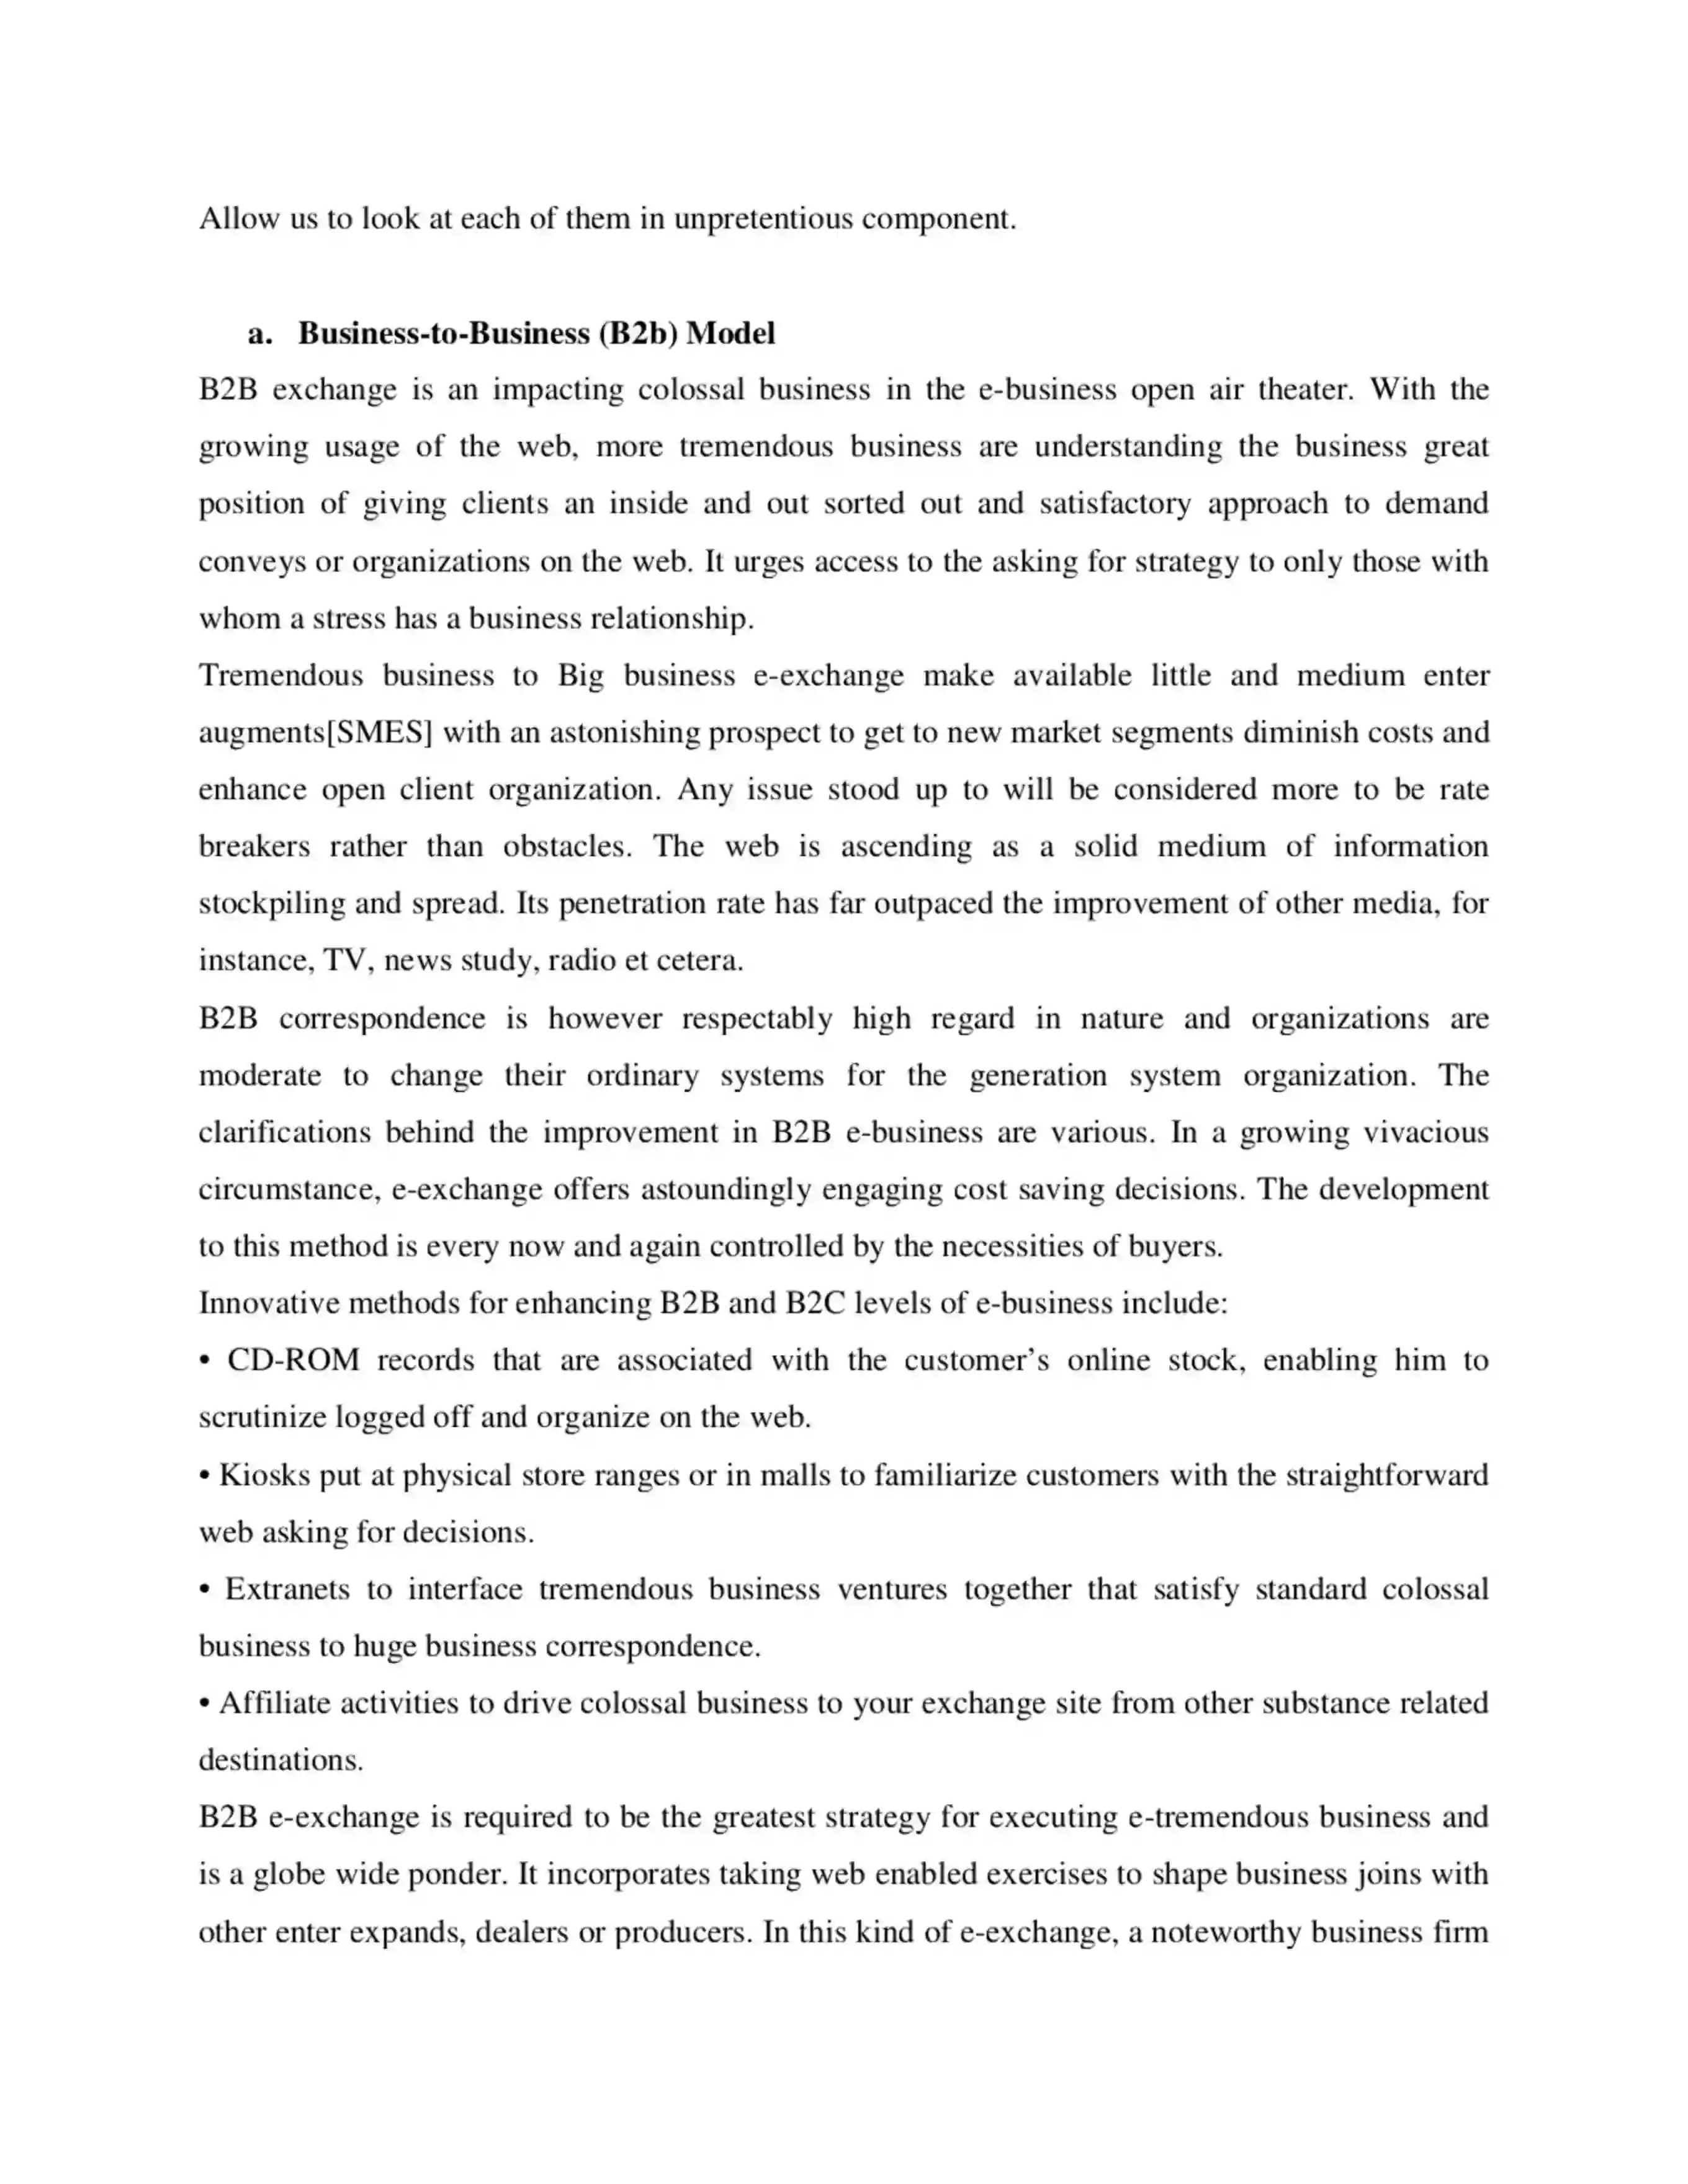 Allow us to look at each of them in unpretentious component.
a. Business-to-Business (B2b) Model
B2B exchange is an impacting colossal business in the e-business open air theater. With the
growing usage of the web, more tremendous business are understanding the business great
position of giving clients an inside and out sorted out and satisfactory approach to demand
conveys or organizations on the web. It urges access to the asking for strategy to only those with
whom a stress has a business relationship.
Tremendous business to Big business e-exchange make available little and medium enter
augments[SMES] with an astonishing prospect to get to new market segments diminish costs and
enhance open client organization. Any issue stood up to will be considered more to be rate
breakers rather than obstacles. The web is ascending as a solid medium of information
stockpiling and spread. Its penetration rate has far outpaced the improvement of other media, for
instance, TV, news study, radio et cetera.
B2B correspondence is however respectably high regard in nature and organizations are
moderate to change their ordinary systems for the generation system organization. The
clarifications behind the improvement in B2B e-business are various. In a growing vivacious
circumstance, e-exchange offers astoundingly engaging cost saving decisions. The development
to this method is every now and again controlled by the necessities of buyers.
Innovative methods for enhancing B2B and B2C levels of e-business include:
• CD-ROM records that are associated with the customer’s online stock, enabling him to
scrutinize logged off and organize on the web.
• Kiosks put at physical store ranges or in malls to familiarize customers with the straightforward
web asking for decisions.
• Extranets to interface tremendous business ventures together that satisfy standard colossal
business to huge business correspondence.
• Affiliate activities to drive colossal business to your exchange site from other substance related
destinations.
B2B e-exchange is required to be the greatest strategy for executing e-tremendous business and
is a globe wide ponder. It incorporates taking web enabled exercises to shape business joins with
other enter expands, dealers or producers. In this kind of e-exchange, a noteworthy business firm